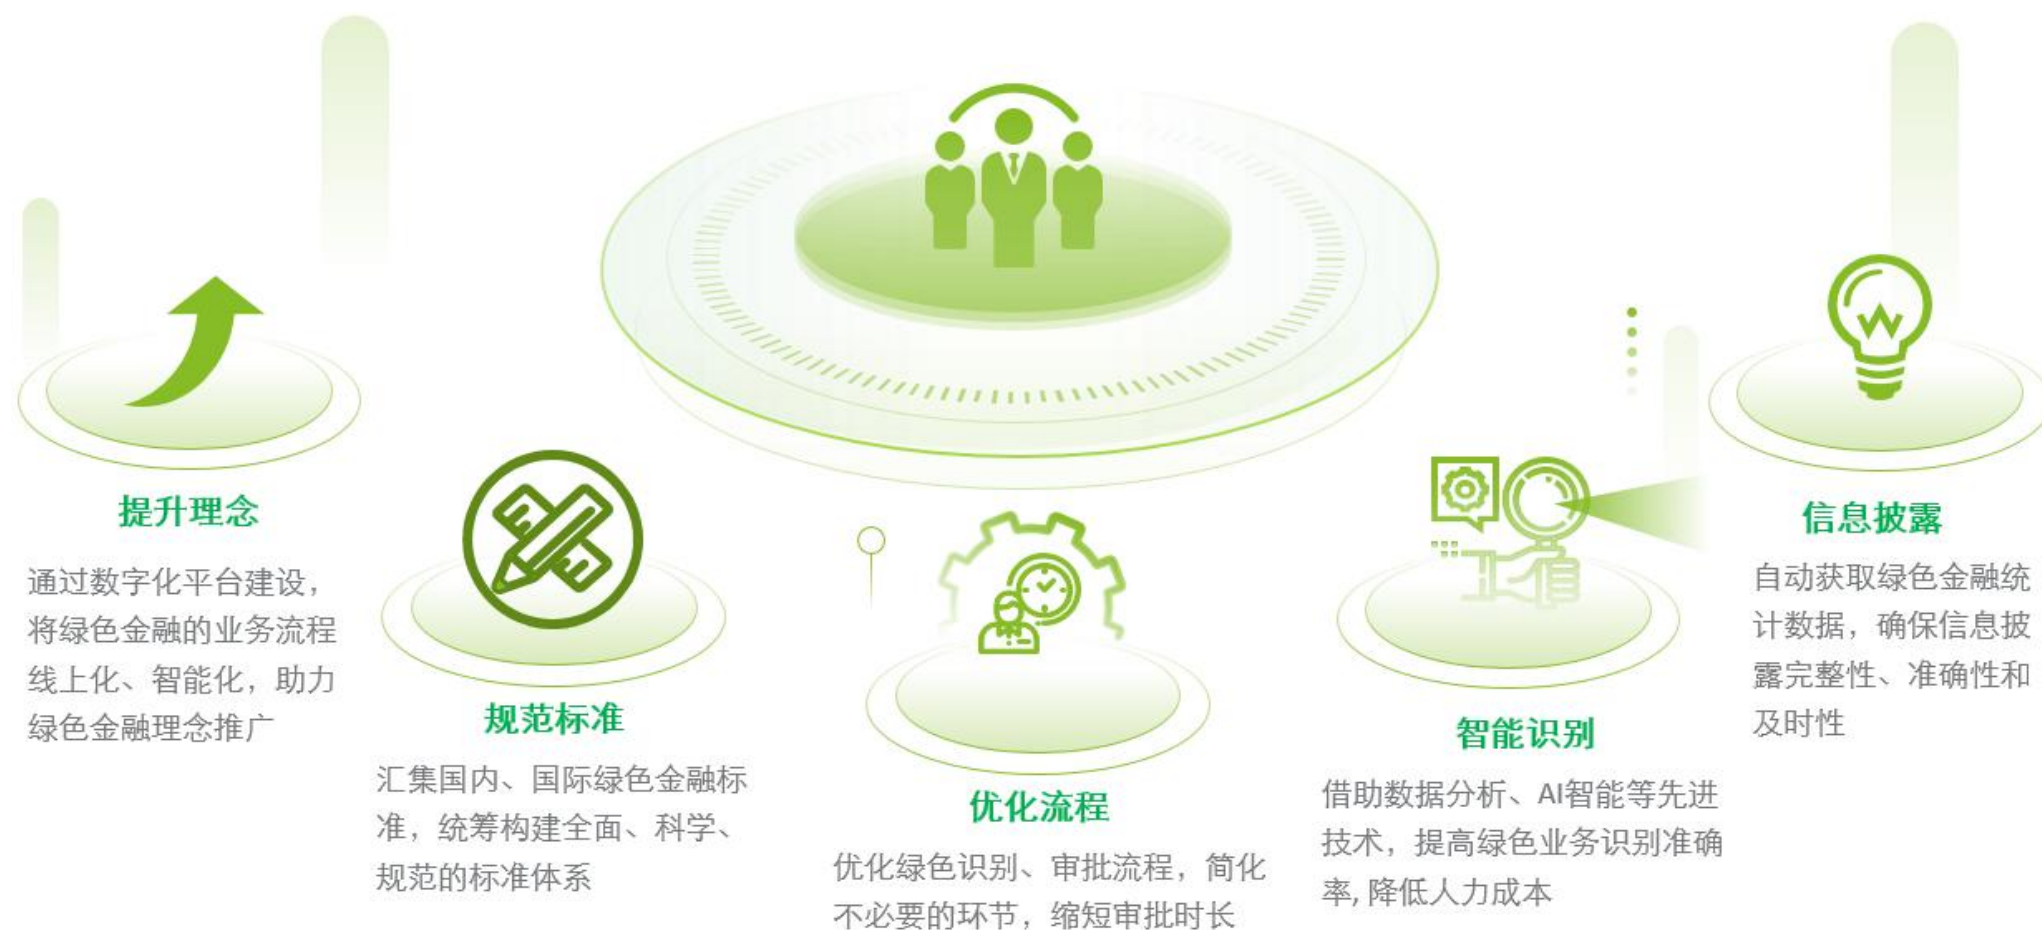 提升理念
通过数字化平台建设，
将绿色金融的业务流程
线上化、智能化，助力
绿色金融理念推广
规范标准
汇集国内、国际绿色金融标
准，统筹构建全面、科学、
规范的标准体系
优化流程
优化绿色识别、审批流程，简化
不必要的环节，缩短审批时长
智能识别
借助数据分析、AI智能等先进
技术，提高绿色业务识别准确
率, 降低人力成本
信息披露
自动获取绿色金融统
计数据，确保信息披
露完整性、准确性和
及时性